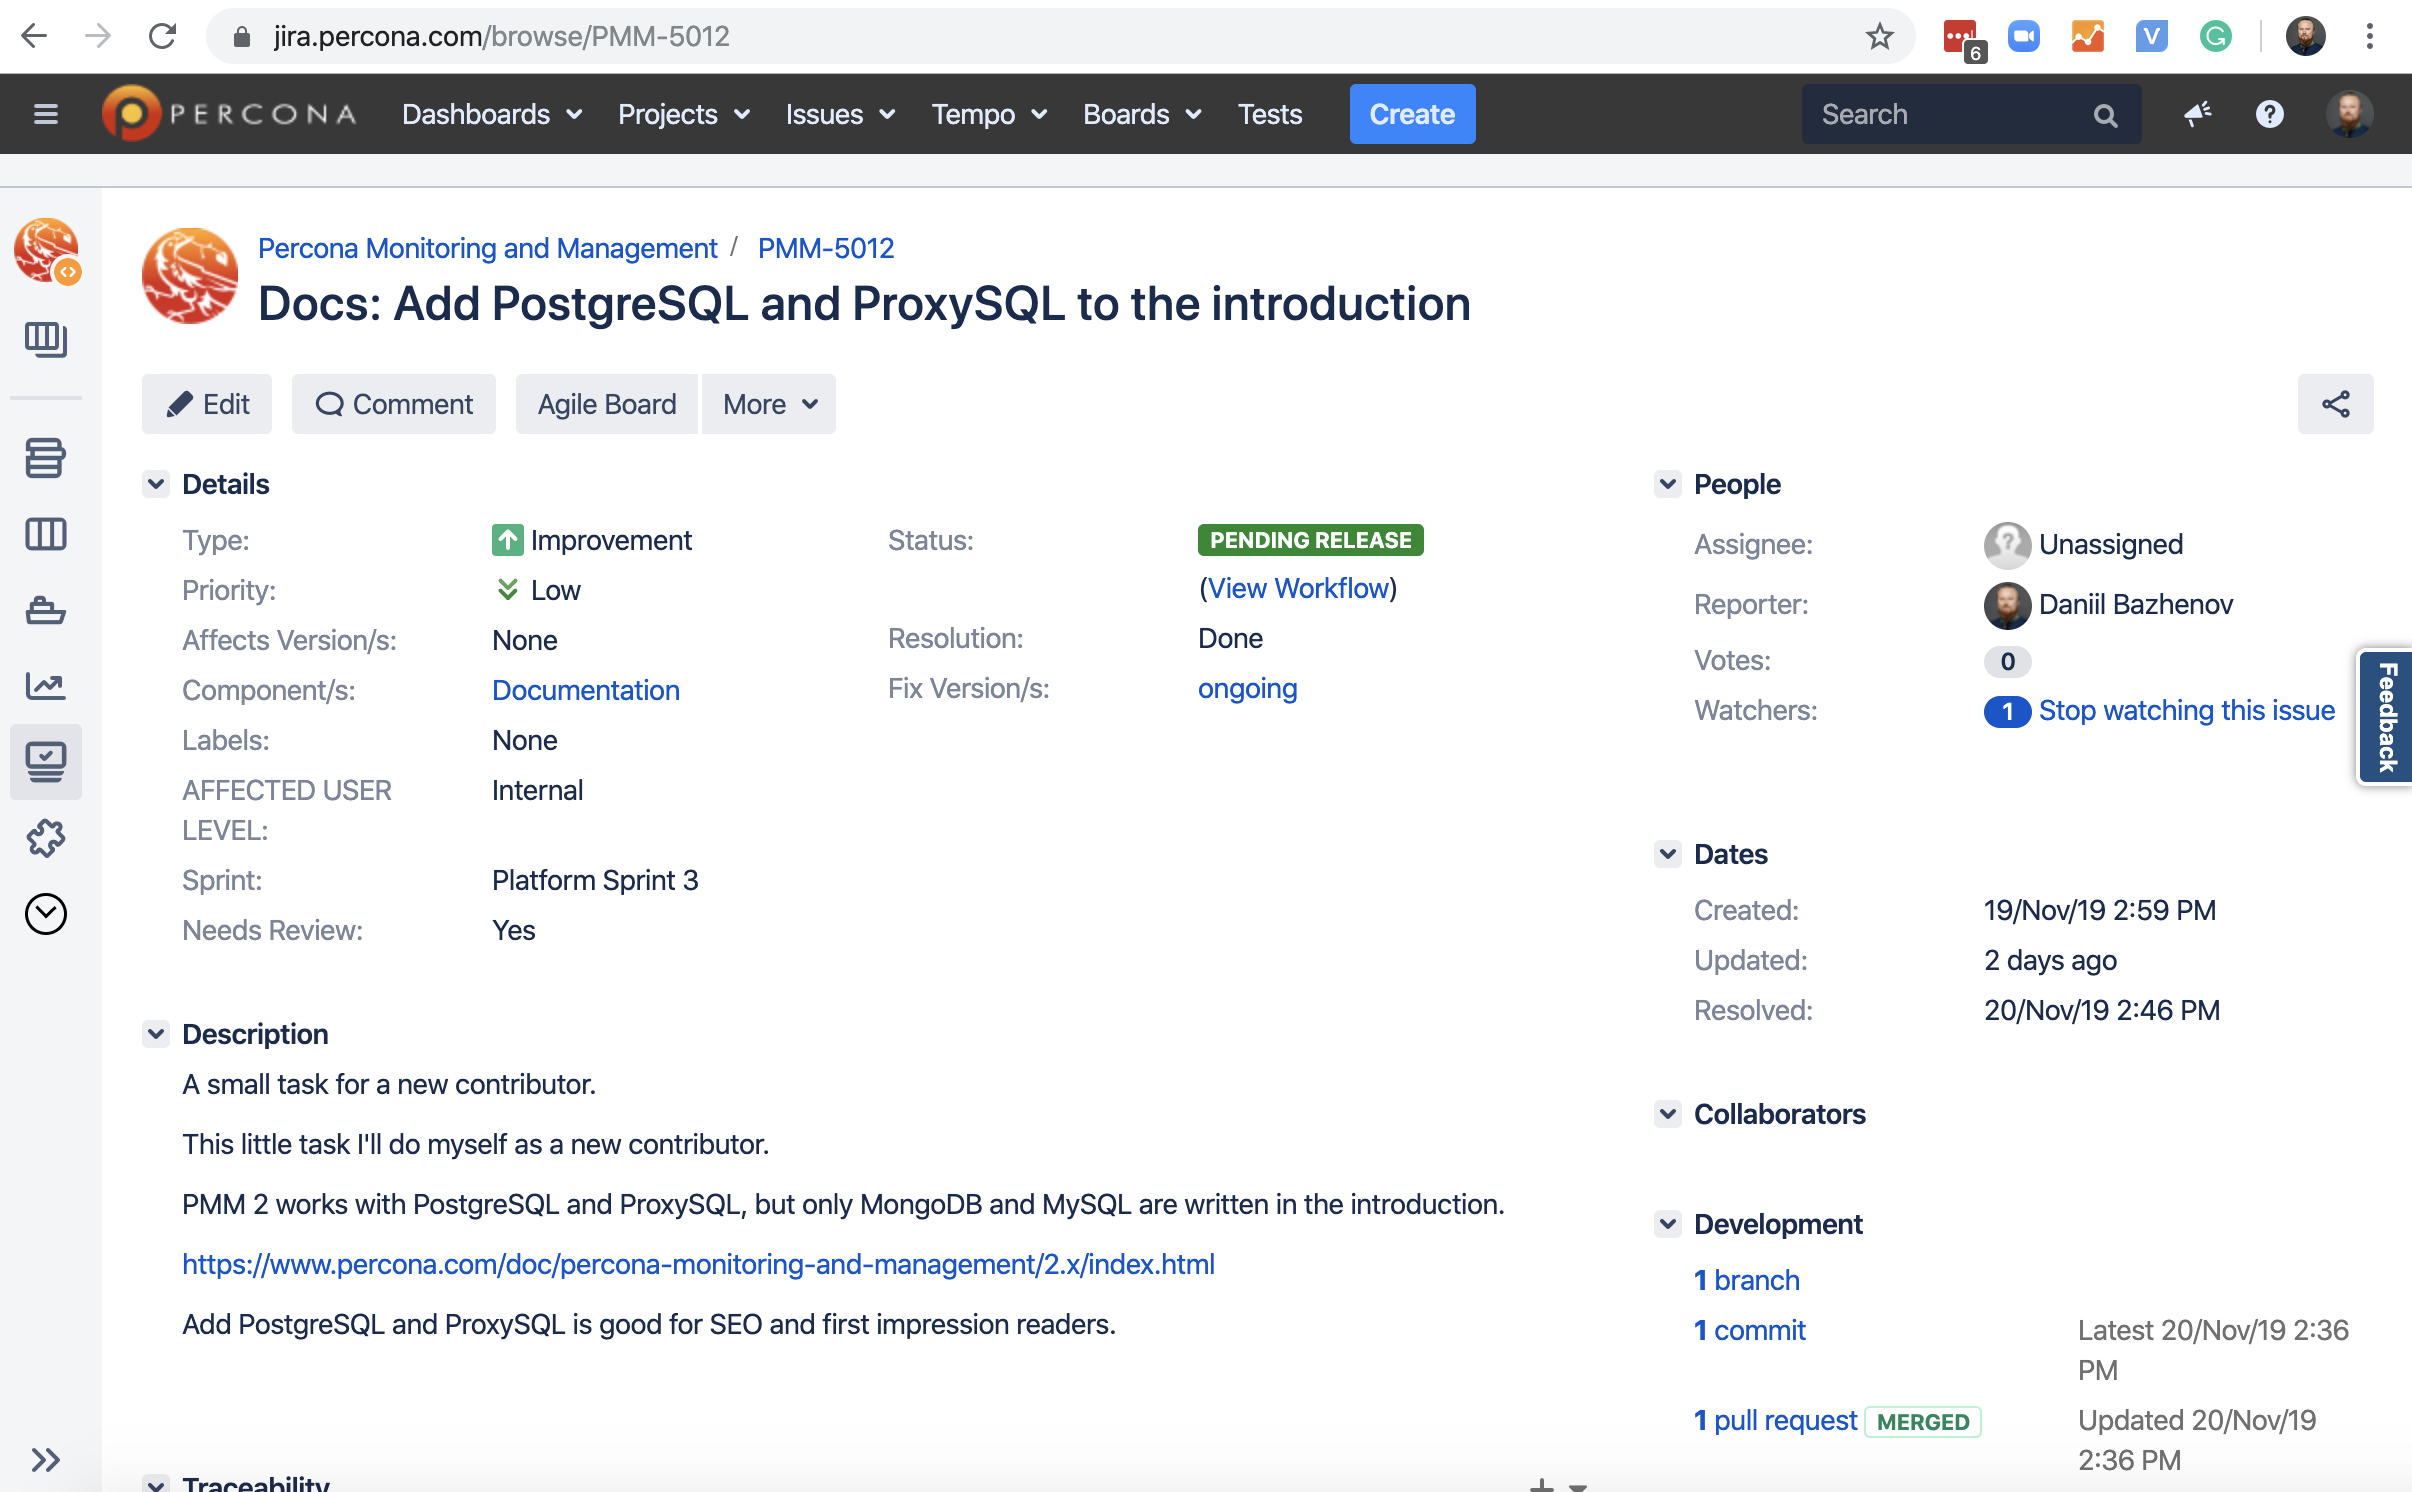 jira.percona.com/browse/PMM-5012
6
V
G
PERCONA
Dashboards
Projects
Issues
Tempo
Boards
Tests
Create
Search
Percona Monitoring and Management / PMM-5012
Docs: Add PostgreSQL and ProxySQL to the introduction
Edit
Comment
Agile Board
More
Details
Type: Improvement
Status: PENDING RELEASE
(View Workflow)
Priority: Low
Affects Version/s: None
Resolution: Done
Component/s: Documentation
Fix Version/s: ongoing
Labels: None
AFFECTED USER LEVEL: Internal
Sprint: Platform Sprint 3
Needs Review: Yes
Description
A small task for a new contributor.
This little task I'll do myself as a new contributor.
PMM 2 works with PostgreSQL and ProxySQL, but only MongoDB and MySQL are written in the introduction.
https://www.percona.com/doc/percona-monitoring-and-management/2.x/index.html
Add PostgreSQL and ProxySQL is good for SEO and first impression readers.
Traceability
People
Assignee: Unassigned
Reporter: Daniil Bazhenov
Votes: 0
Watchers: 1 Stop watching this issue
Feedback
Dates
Created: 19/Nov/19 2:59 PM
Updated: 2 days ago
Resolved: 20/Nov/19 2:46 PM
Collaborators
Development
1 branch
1 commit
Latest 20/Nov/19 2:36
PM
1 pull request MERGED
Updated 20/Nov/19
2:36 PM